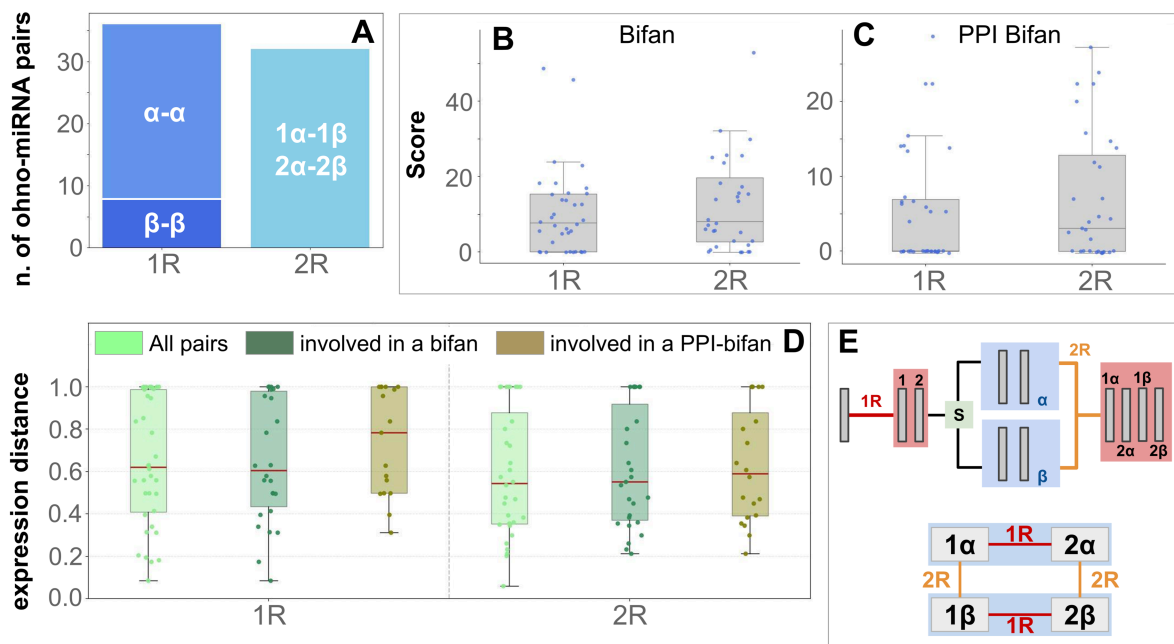 A
n. of ohno-miRNA pairs
30
20
10
0
α-α
β-β
1α-1β
2α-2β
1R
2R
B
Bifan
Score
40
20
0
1R
2R
C
PPI Bifan
20
10
0
1R
2R
All pairs
involved in a bifan
involved in a PPI-bifan
D
expression distance
1.0
0.8
0.6
0.4
0.2
0.0
1R
2R
E
1R
1 2
S
α
β
2R
1α 1β
2α 2β
1α 1R 2α
2R 2R
1β 1R 2β